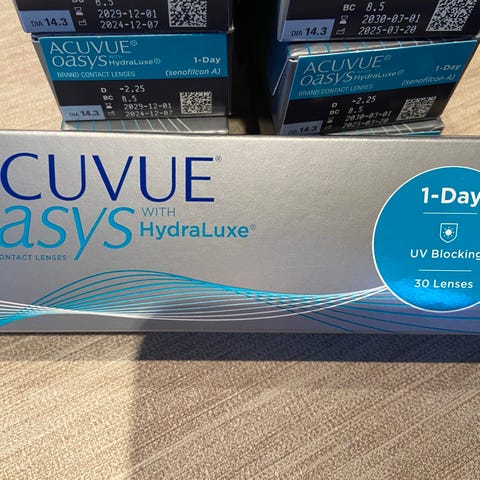 BC 8.5
2029-12-01
DIA 14.3 2024-12-07
ACUVUE®
oasys WITH HydraLuxe® 1-Day
BRAND CONTACT LENSES (senofilcon A)
D -2.25
BC 8.5
2029-12-01
DIA 14.3 2024-12-07
BC 8.5
2030-03-01
DIA 14.3 2025-03-20
ACUVUE®
oasys WITH HydraLuxe® 1-Day
BRAND CONTACT LENSES (senofilcon A)
D -2.25
BC 8.5
2030-03-01
DIA 14.3
CUVUE®
asys WITH HydraLuxe®
CONTACT LENSES
1-Day
UV Blocking
30 Lenses